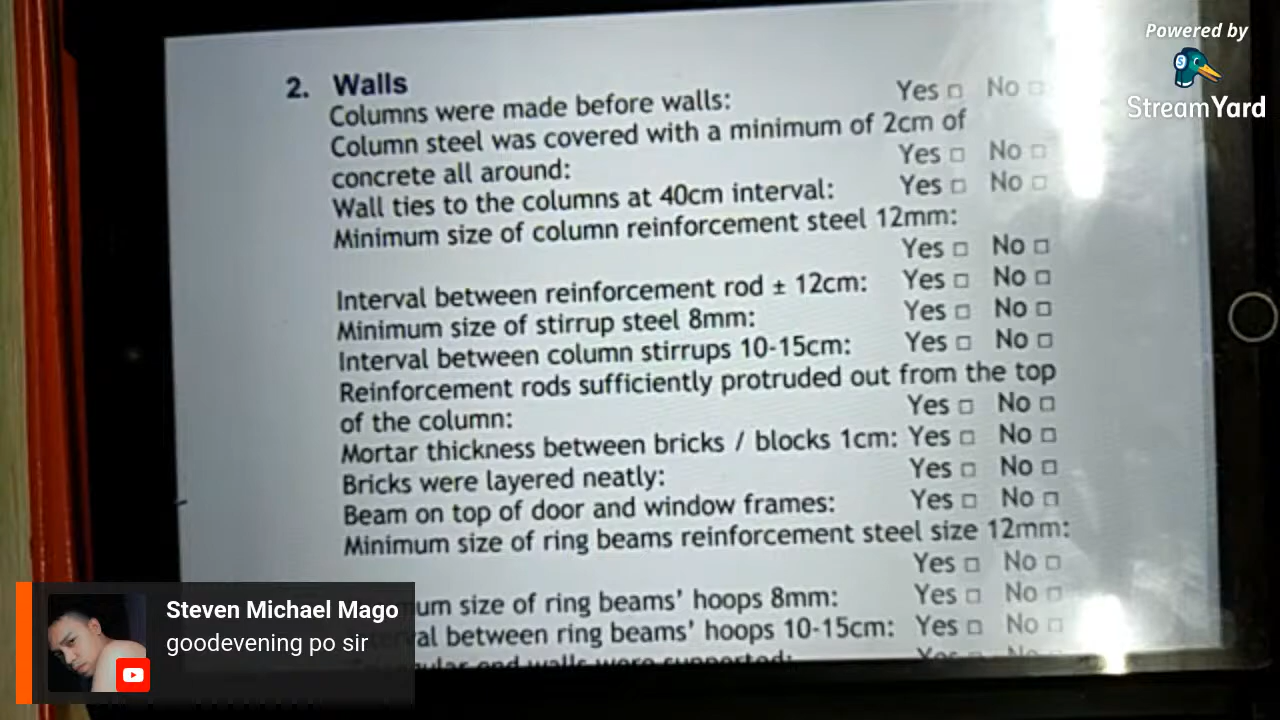 Powered by
StreamYard
2. Walls
Columns were made before walls: Yes □ No □
Column steel was covered with a minimum of 2cm of
concrete all around: Yes □ No □
Wall ties to the columns at 40cm interval: Yes □ No □
Minimum size of column reinforcement steel 12mm:
Yes □ No □
Interval between reinforcement rod ± 12cm: Yes □ No □
Minimum size of stirrup steel 8mm: Yes □ No □
Interval between column stirrups 10-15cm: Yes □ No □
Reinforcement rods sufficiently protruded out from the top
of the column: Yes □ No □
Mortar thickness between bricks / blocks 1cm: Yes □ No □
Bricks were layered neatly: Yes □ No □
Beam on top of door and window frames: Yes □ No □
Minimum size of ring beams reinforcement steel size 12mm:
Yes □ No □
um size of ring beams' hoops 8mm: Yes □ No □
val between ring beams' hoops 10-15cm: Yes □ No □
end walls were supported: Yes No
Steven Michael Mago
goodevening po sir